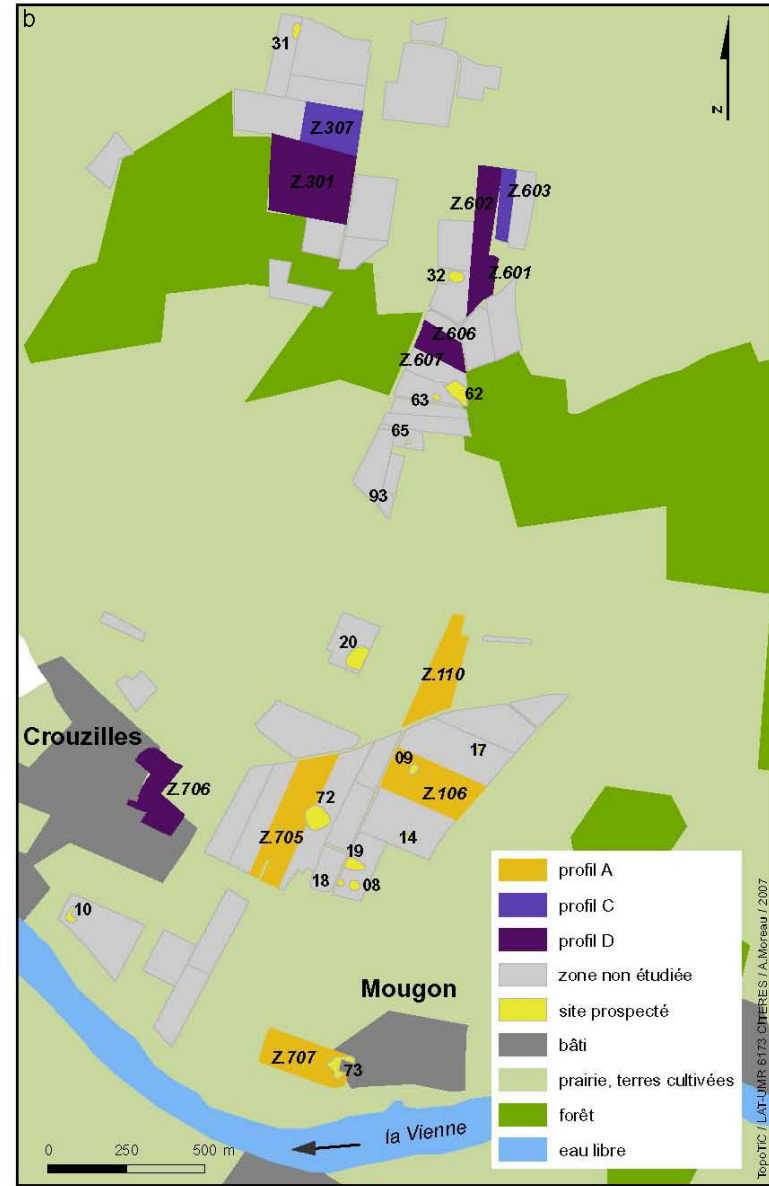 b
31
N
Z.307
Z.301
Z.602
Z.603
32
Z.601
Z.606
Z.607
63
62
65
93
20
Z.110
Crouzilles
09
17
Z.706
72
Z.106
Z.705
14
19
18
08
10
Mougon
Z.707
73
la Vienne
0 250 500 m
profil A
profil C
profil D
zone non étudiée
site prospecté
bâti
prairie, terres cultivées
forêt
eau libre
TopoTIC / LAT-UMR 6173 CITERES / A.Moreau / 2007